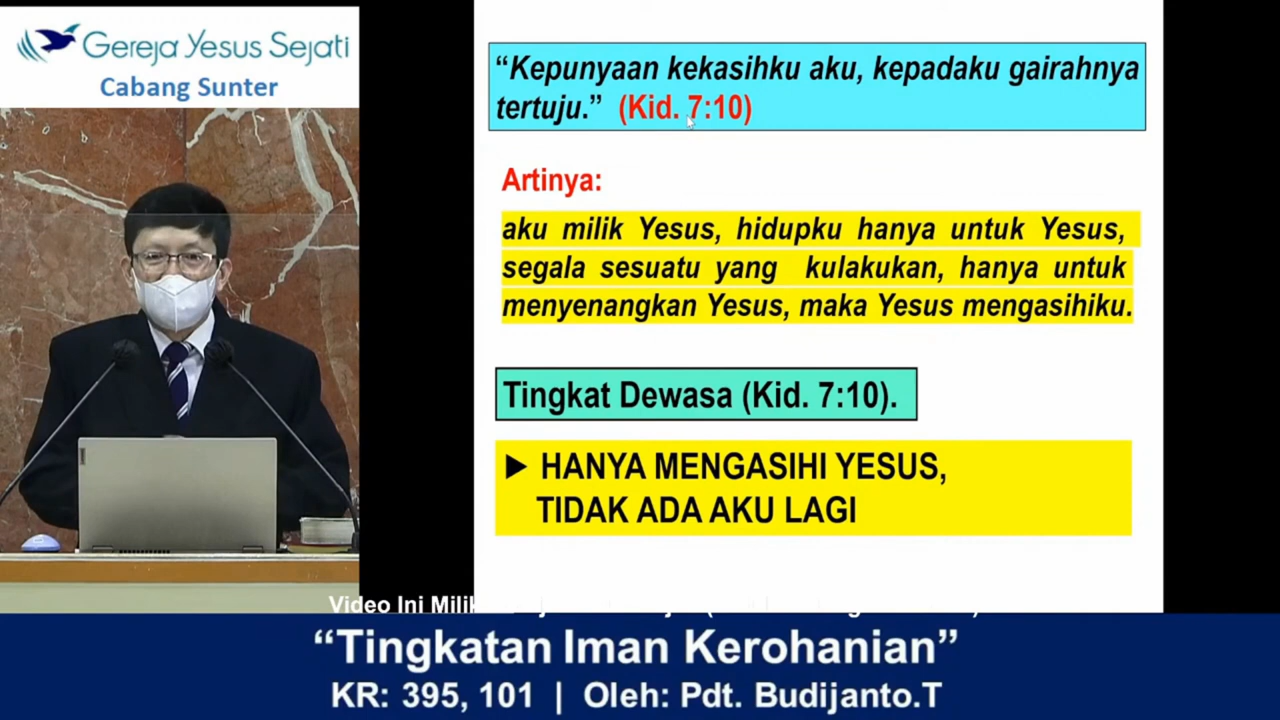 Gereja Yesus Sejati
Cabang Sunter
“Kepunyaan kekasihku aku, kepadaku gairahnya
tertuju.” (Kid. 7:10)
Artinya:
aku milik Yesus, hidupku hanya untuk Yesus,
segala sesuatu yang kulakukan, hanya untuk
menyenangkan Yesus, maka Yesus mengasihiku.
Tingkat Dewasa (Kid. 7:10).
► HANYA MENGASIHI YESUS,
TIDAK ADA AKU LAGI
Video Ini Milik
“Tingkatan Iman Kerohanian”
KR: 395, 101 | Oleh: Pdt. Budijanto.T